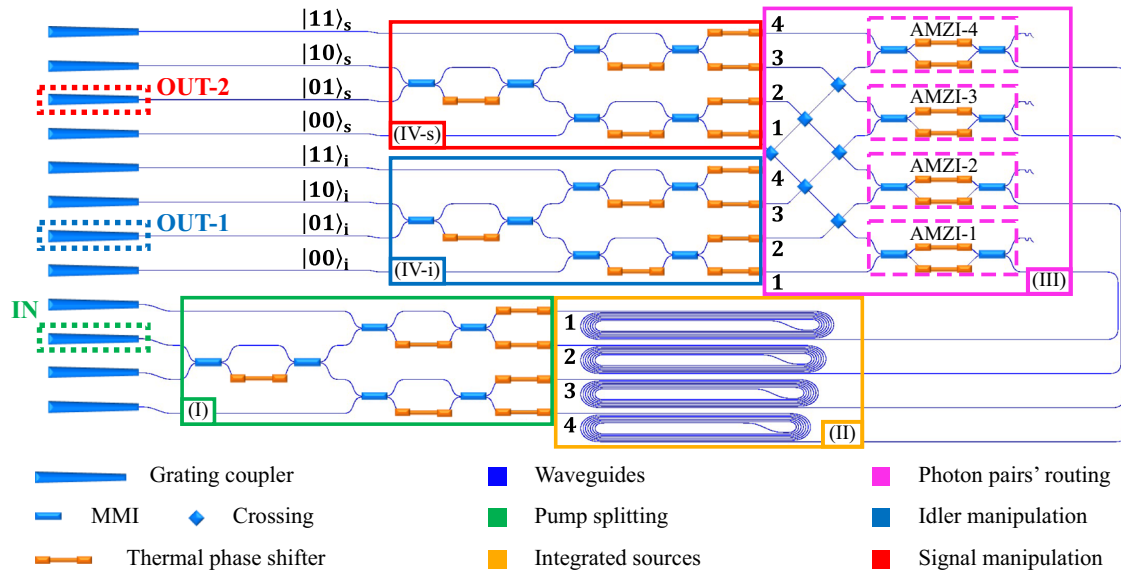 |11⟩s
|10⟩s
OUT-2
|01⟩s
|00⟩s
(IV-s)
|11⟩i
|10⟩i
OUT-1
|01⟩i
|00⟩i
(IV-i)
4
3
2
1
4
3
2
1
AMZI-4
AMZI-3
AMZI-2
AMZI-1
(III)
IN
(I)
1
2
3
4
(II)
Grating coupler
MMI
Crossing
Thermal phase shifter
Waveguides
Pump splitting
Integrated sources
Photon pairs' routing
Idler manipulation
Signal manipulation